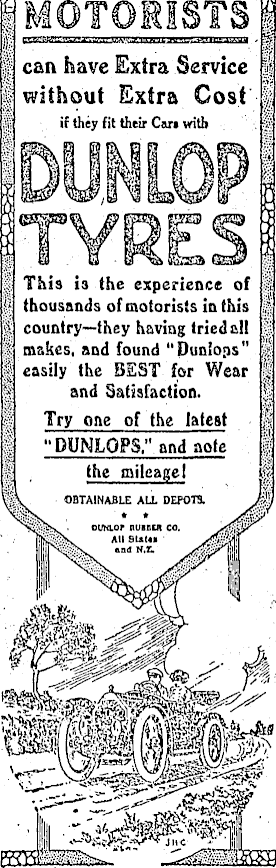 MOTORISTS
can have Extra Service
without Extra Cost
if they fit their Cars with
DUNLOP
TYRES
This is the experience of
thousands of motorists in this
country—they having tried all
makes, and found "Dunlops"
easily the BEST for Wear
and Satisfaction.
Try one of the latest
"DUNLOPS," and note
the mileage!
OBTAINABLE ALL DEPOTS.
* *
DUNLOP RUBBER CO.
All States
and N.Z.
JHC